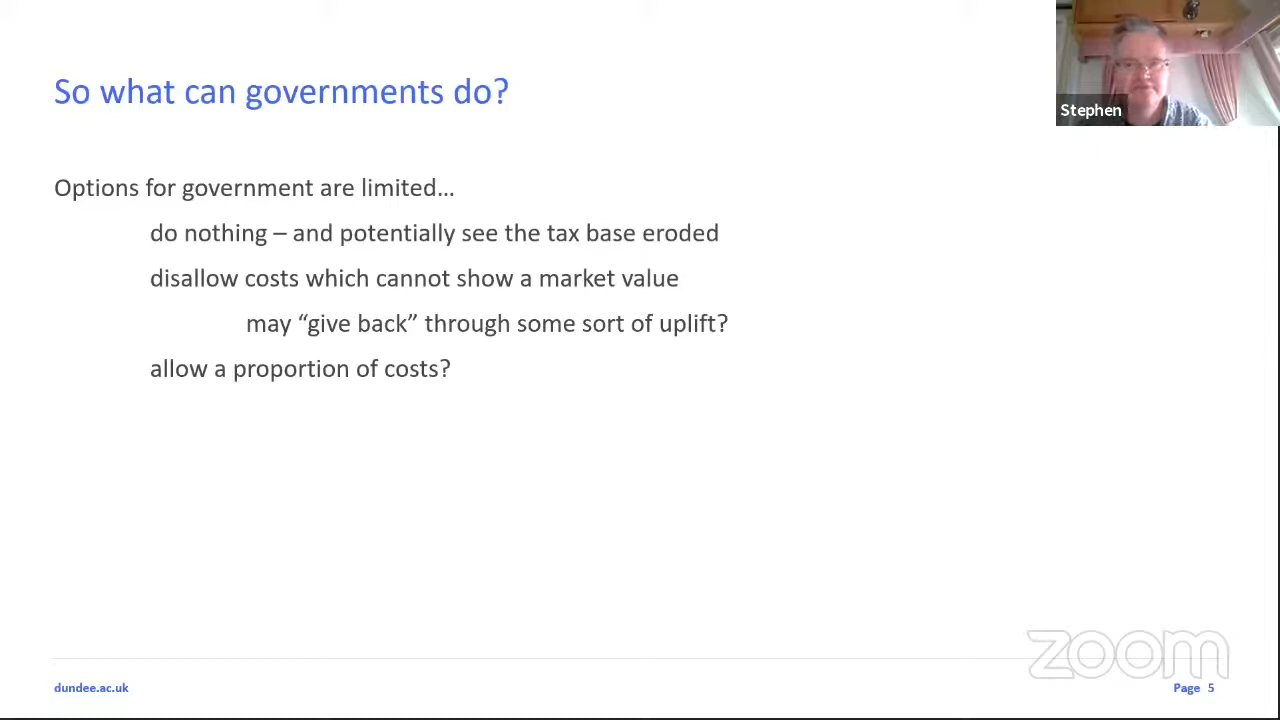 So what can governments do?
Stephen
Options for government are limited…
do nothing – and potentially see the tax base eroded
disallow costs which cannot show a market value
may “give back” through some sort of uplift?
allow a proportion of costs?
zoom
dundee.ac.uk
Page 5